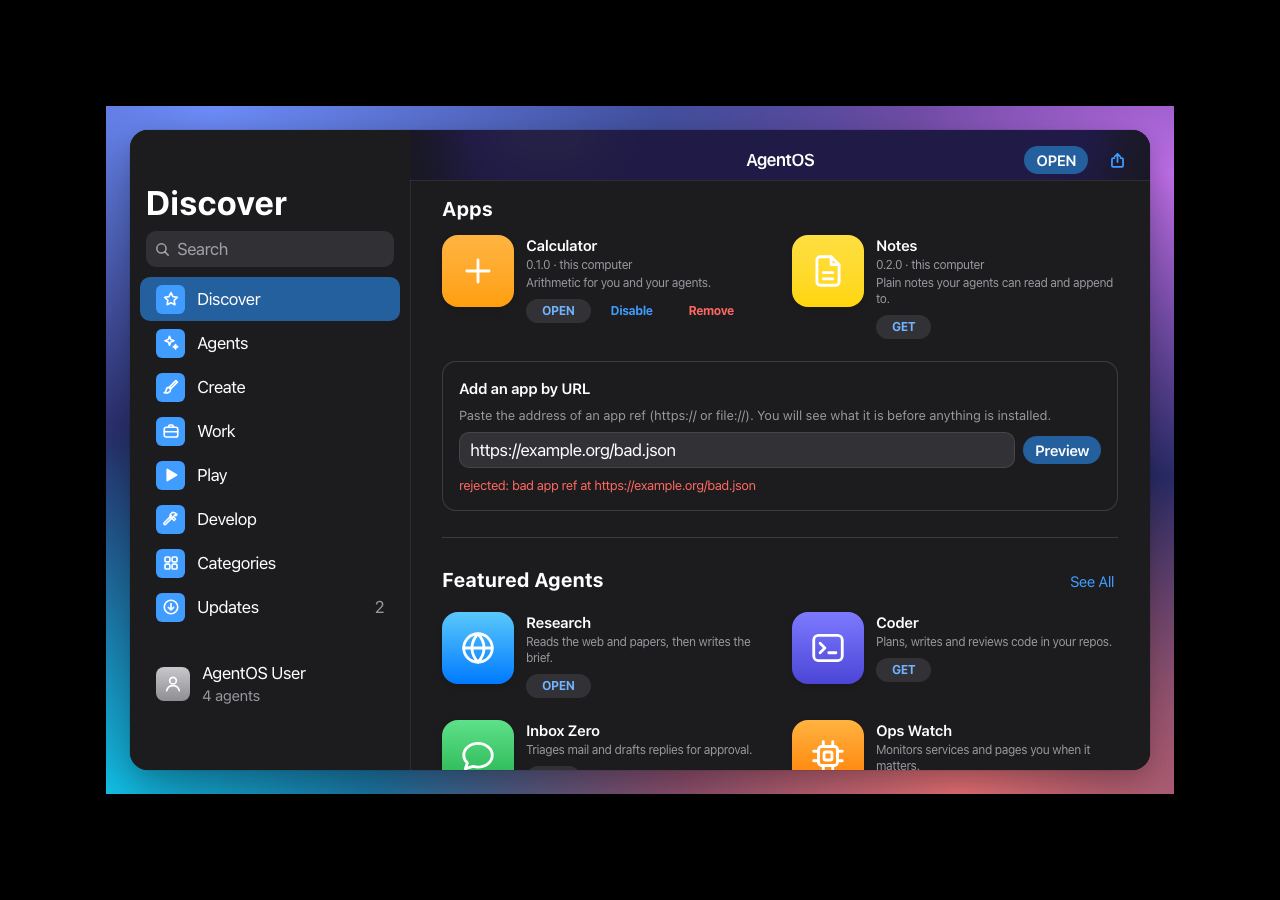 AgentOS
OPEN
Discover
Search
Discover
Agents
Create
Work
Play
Develop
Categories
Updates
2
AgentOS User
4 agents
Apps
Calculator
0.1.0 · this computer
Arithmetic for you and your agents.
OPEN
Disable
Remove
Notes
0.2.0 · this computer
Plain notes your agents can read and append
to.
GET
Add an app by URL
Paste the address of an app ref (https:// or file://). You will see what it is before anything is installed.
https://example.org/bad.json
Preview
rejected: bad app ref at https://example.org/bad.json
Featured Agents
See All
Research
Reads the web and papers, then writes the
brief.
OPEN
Coder
Plans, writes and reviews code in your repos.
GET
Inbox Zero
Triages mail and drafts replies for approval.
Ops Watch
Monitors services and pages you when it
matters.